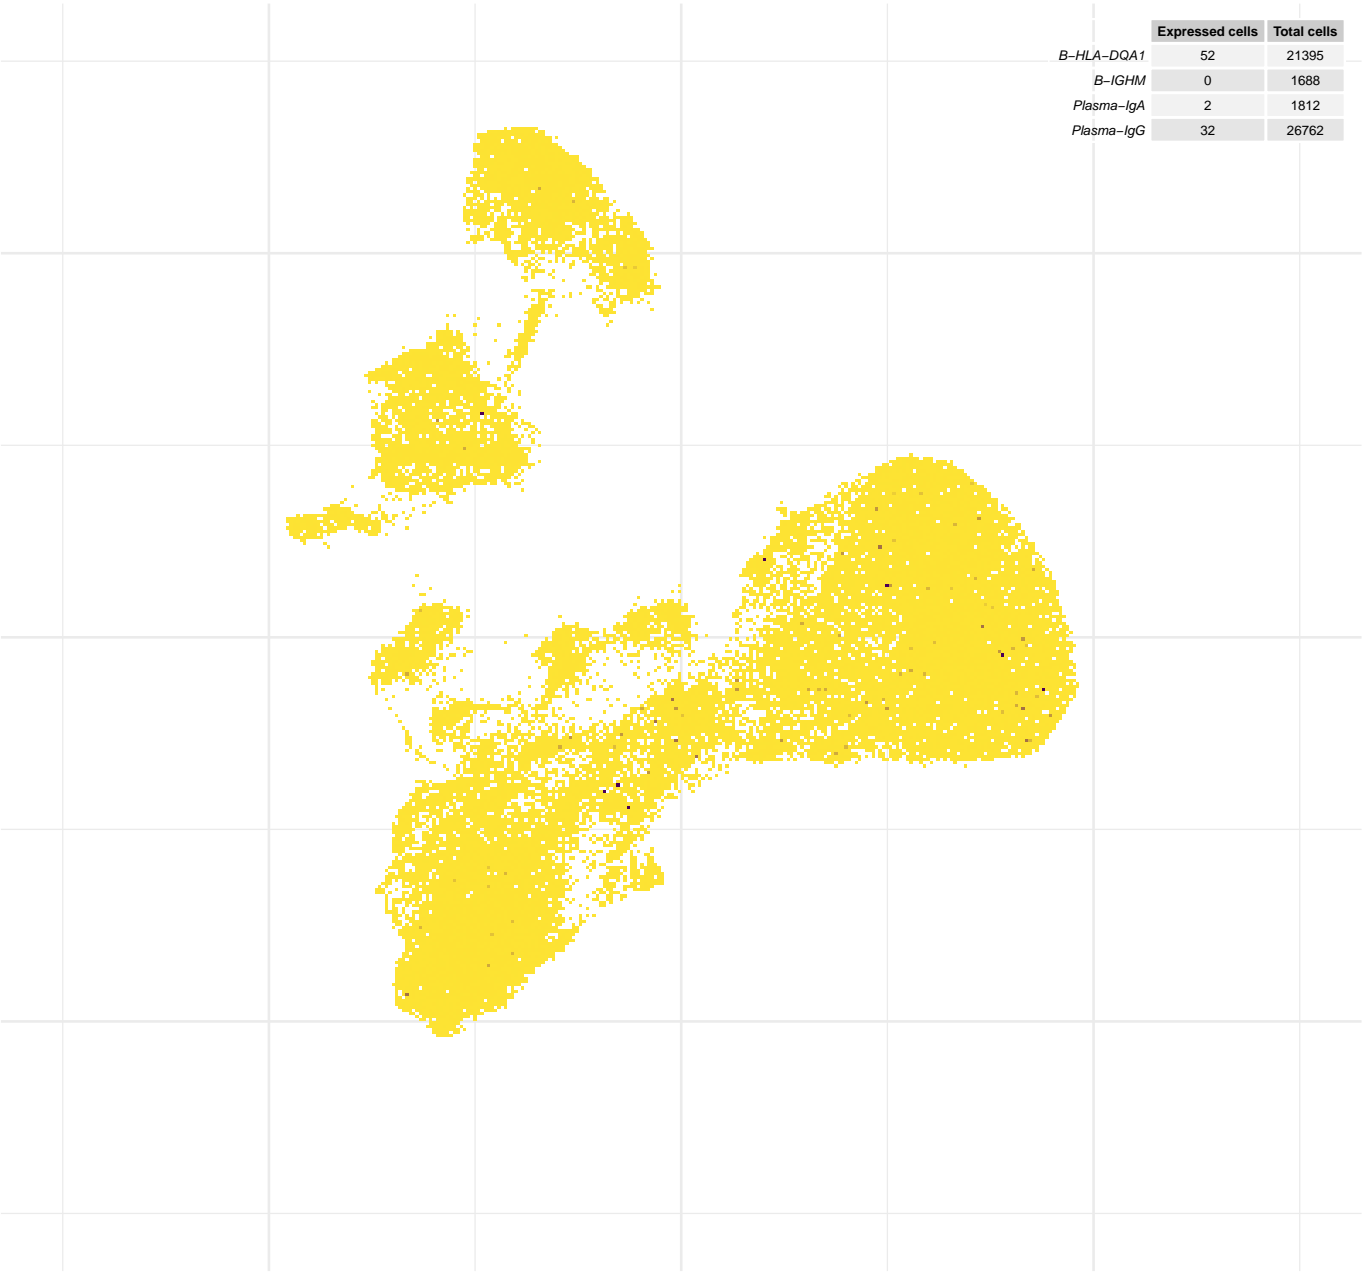 Expressed cells Total cells
B−HLA−DQA1 52 21395
B−IGHM 0 1688
Plasma−IgA 2 1812
Plasma−IgG 32 26762